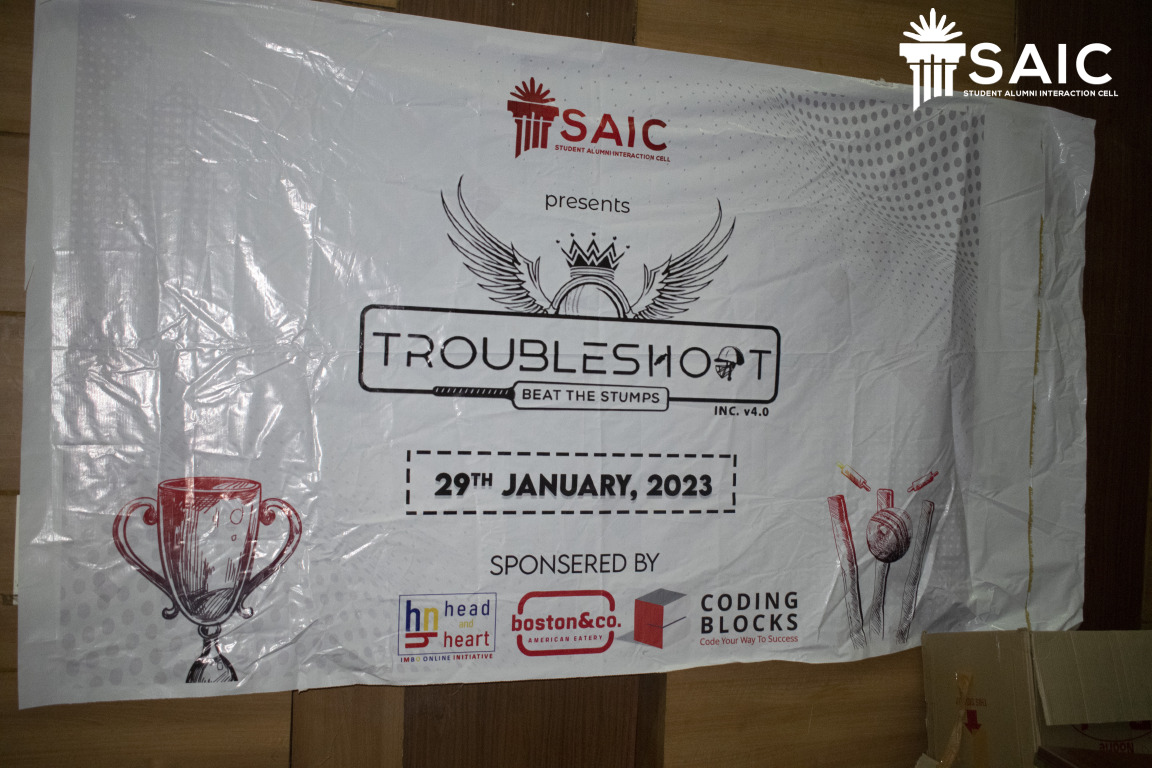 SAIC
STUDENT ALUMNI INTERACTION CELL
SAIC
STUDENT ALUMNI INTERACTION CELL
presents
TROUBLESHOOT
BEAT THE STUMPS
INC. v4.0
29TH JANUARY, 2023
SPONSERED BY
hh
head
and
heart
IMBU ONLINE INITIATIVE
boston&co.
AMERICAN EATERY
CODING
BLOCKS
Code Your Way To Success